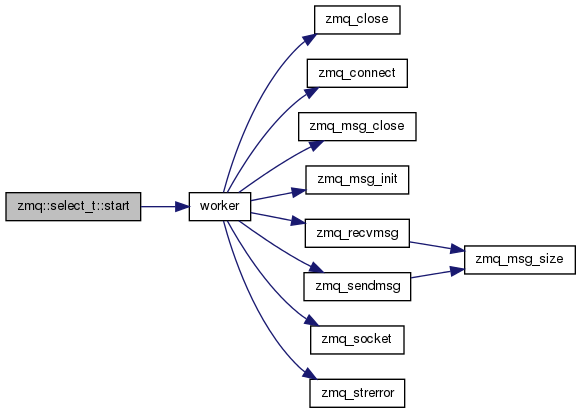 zmq::select_t::start
worker
zmq_close
zmq_connect
zmq_msg_close
zmq_msg_init
zmq_recvmsg
zmq_sendmsg
zmq_socket
zmq_strerror
zmq_msg_size